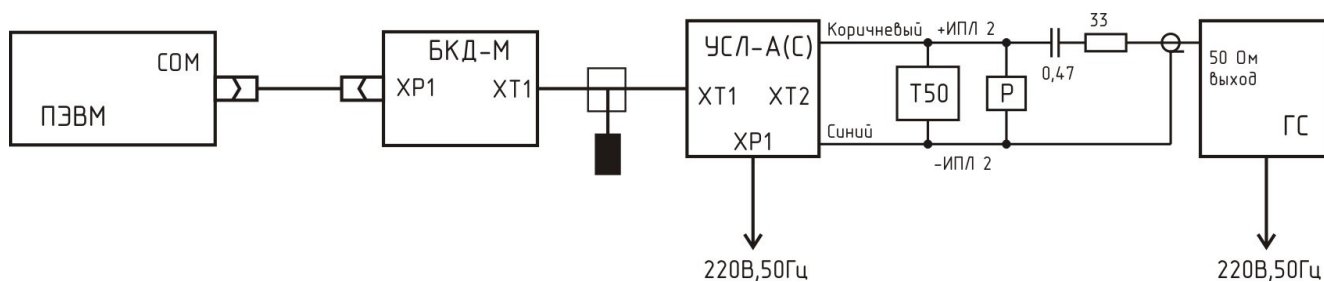 ПЭВМ
COM
БКД-М
XP1
XT1
УСЛ-А(С)
XT1
XT2
XP1
220В,50Гц
Коричневый +ИПЛ 2
Т50
Р
Синий
-ИПЛ 2
0,47
33
50 Ом
выход
ГС
220В,50Гц